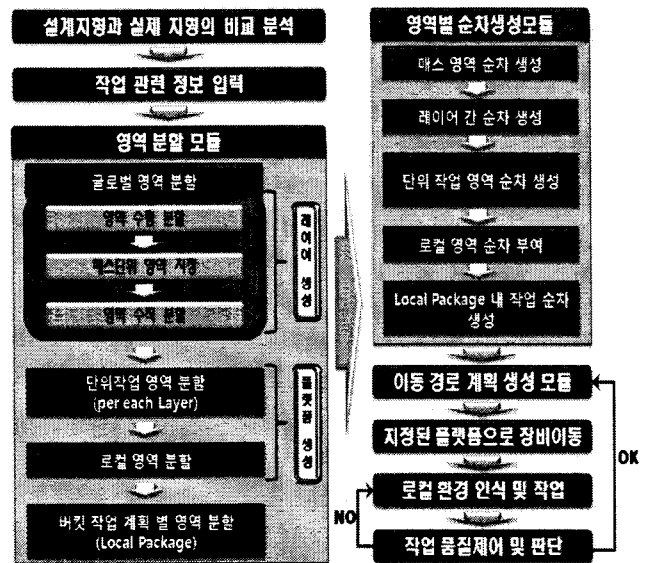 설계지형과 실제 지형의 비교 분석
작업 관련 정보 입력
영역 분할 모듈
글로벌 영역 분할
영역 수평 분할
매스단위 영역 지정
영역 수직 분할
레이어 생성
단위작업 영역 분할
(per each Layer)
로컬 영역 분할
플랫폼 생성
버킷 작업 계획 별 영역 분할
(Local Package)
영역별 순차생성모듈
매스 영역 순차 생성
레이어 간 순차 생성
단위 작업 영역 순차 생성
로컬 영역 순차 부여
Local Package 내 작업 순차
생성
이동 경로 계획 생성 모듈
지정된 플랫폼으로 장비이동
로컬 환경 인식 및 작업
작업 품질제어 및 판단
NO
OK